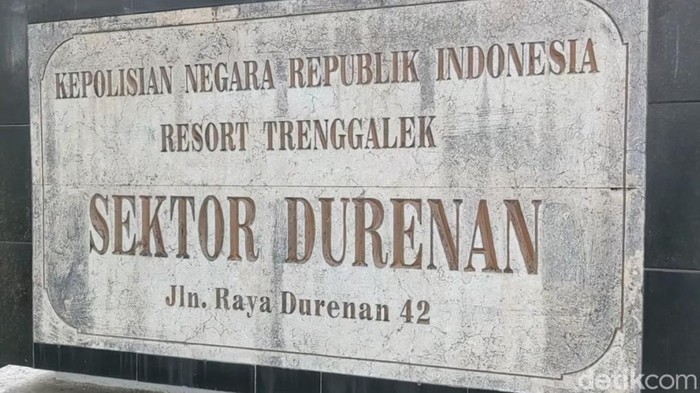 KEPOLISIAN NEGARA REPUBLIK INDONESIA
RESORT TRENGGALEK
SEKTOR DURENAN
Jln. Raya Durenan 42
detikcom